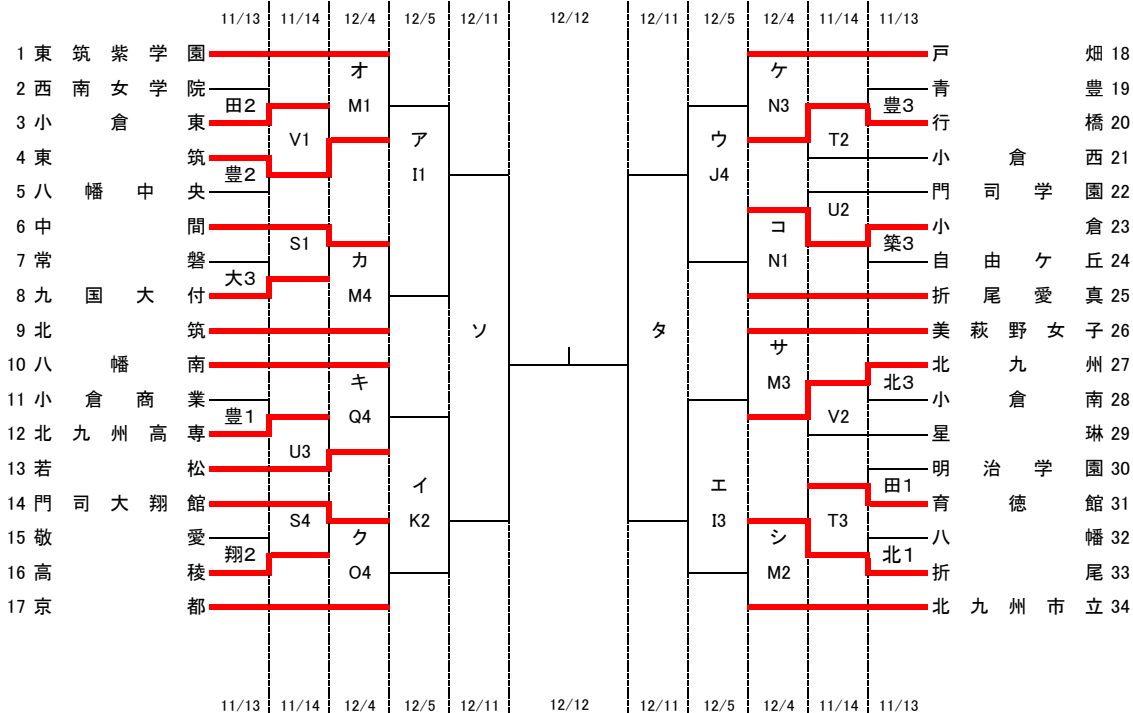 11/13 11/14 12/4 12/5 12/11 12/12 12/11 12/5 12/4 11/14 11/13
1 東筑紫学園
2 西南女学院
3 小倉東
4 東筑
5 八幡中央
6 中間
7 常磐
8 九国大付
9 北筑
10 八幡南
11 小倉商業
12 北九州高専
13 若松
14 門司大翔館
15 敬愛
16 高稜
17 京都
田2
豊2
大3
豊1
翔2
V1
S1
U3
S4
オ
M1
カ
M4
キ
Q4
ク
O4
ア
I1
イ
K2
ソ
タ
ウ
J4
エ
I3
ケ
N3
コ
N1
サ
M3
シ
M2
T2
U2
V2
T3
豊3
築3
北3
田1
北1
戸畑 18
青豊 19
行橋 20
小倉西 21
門司学園 22
小倉 23
自由ケ丘 24
折尾愛真 25
美萩野女子 26
北九州 27
小倉南 28
星琳 29
明治学園 30
育徳館 31
八幡 32
折尾 33
北九州市立 34
11/13 11/14 12/4 12/5 12/11 12/12 12/11 12/5 12/4 11/14 11/13